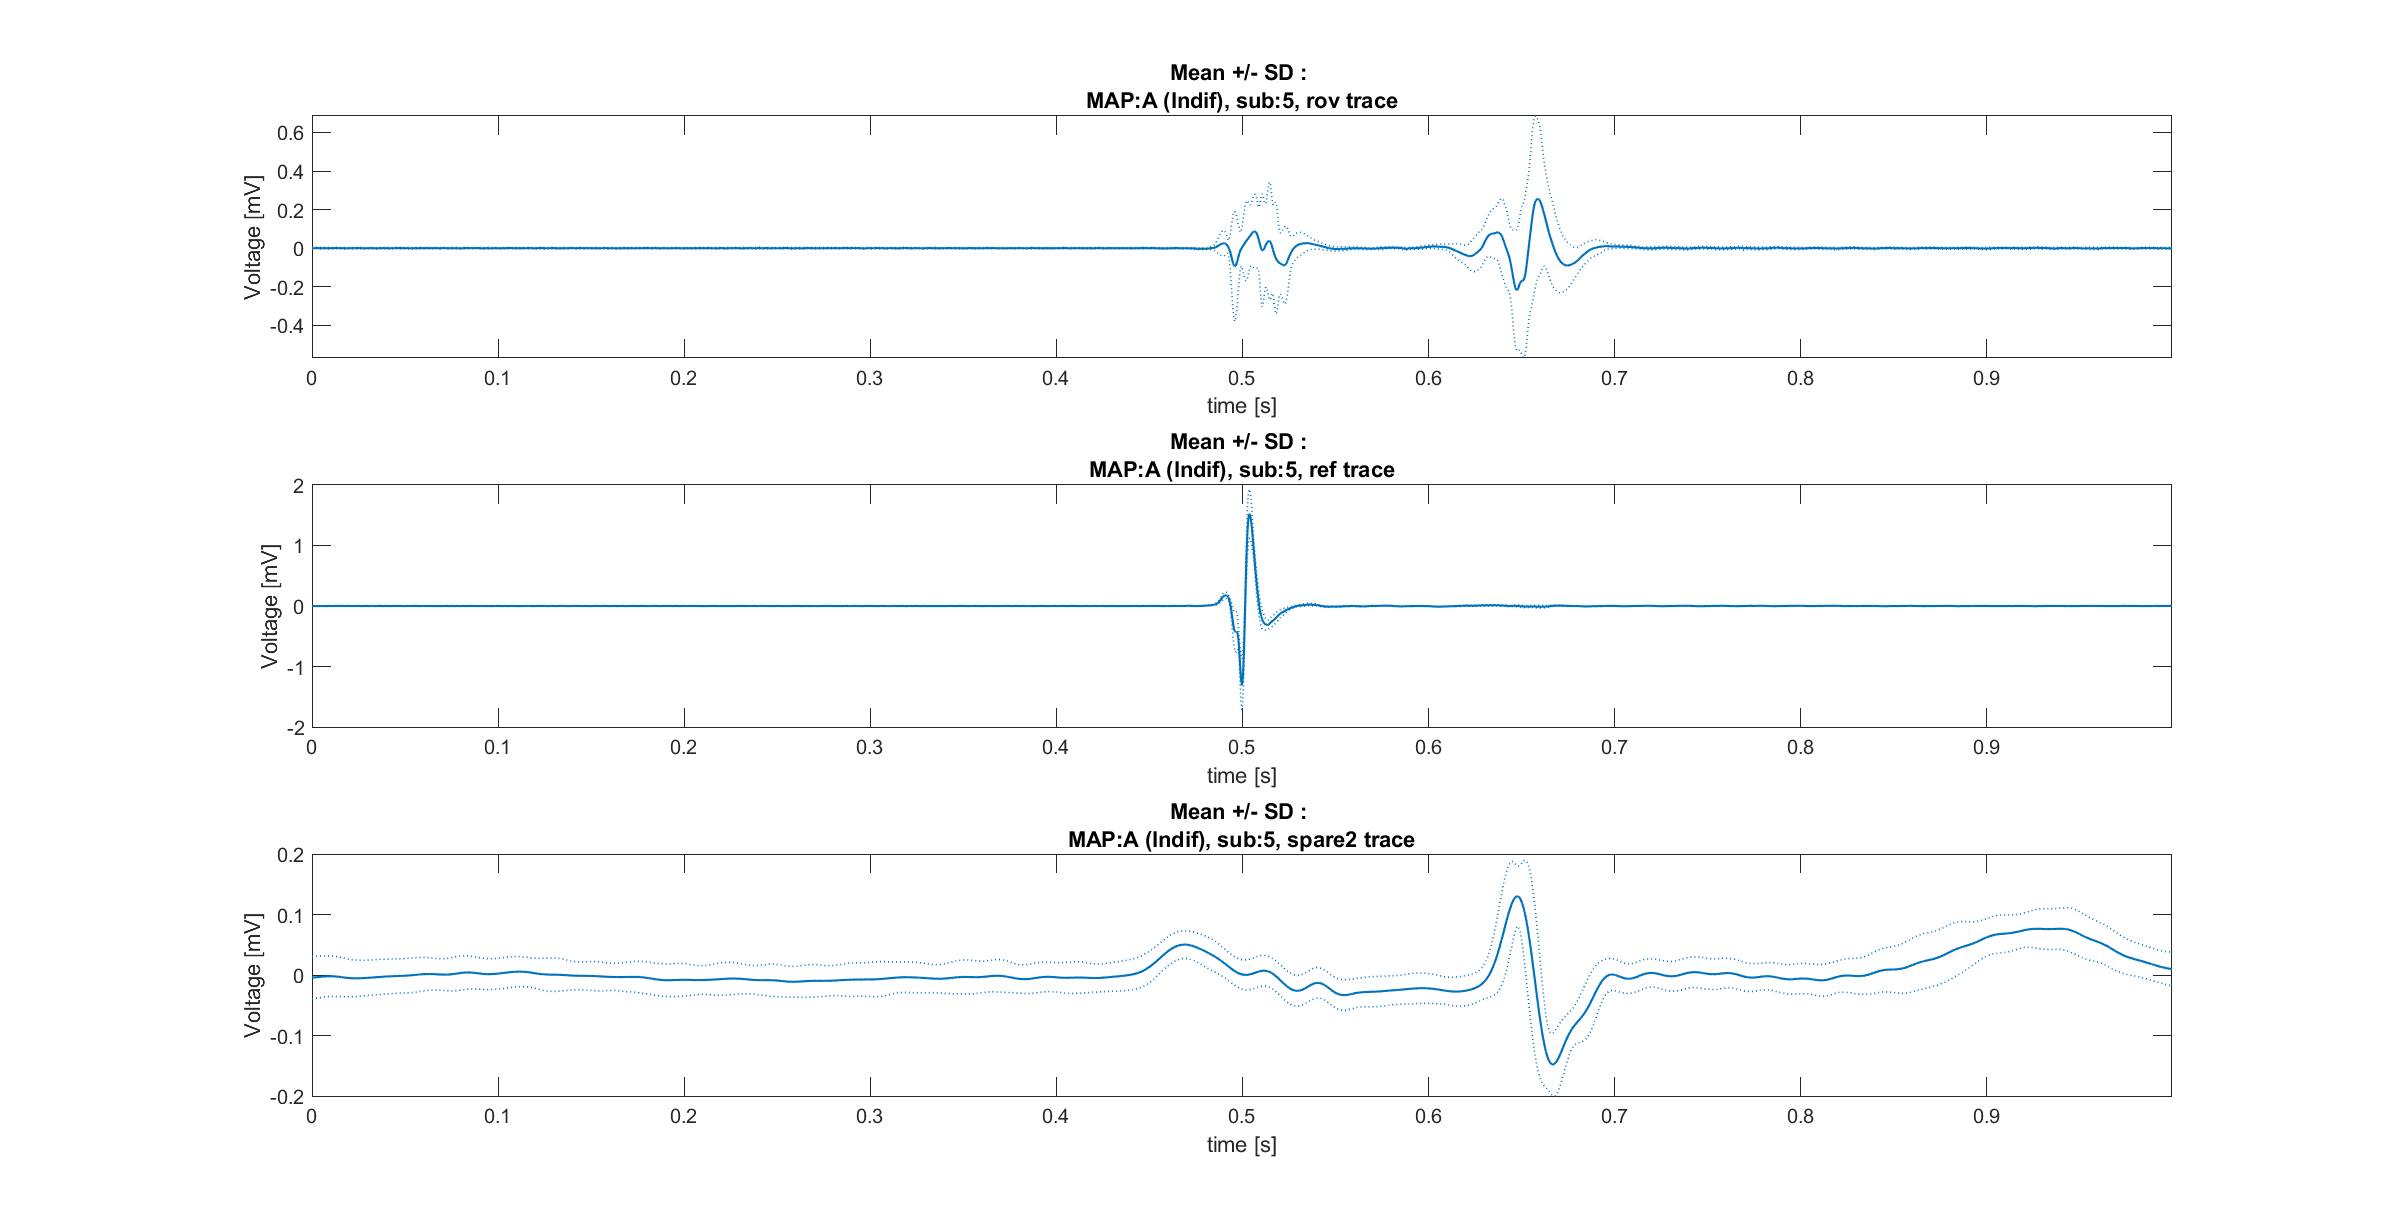 Mean +/- SD :
MAP:A (Indif), sub:5, rov trace
0.6
0.4
0.2
0
-0.2
-0.4
Voltage [mV]
0 0.1 0.2 0.3 0.4 0.5 0.6 0.7 0.8 0.9
time [s]
Mean +/- SD :
MAP:A (Indif), sub:5, ref trace
2
1
0
-1
-2
Voltage [mV]
0 0.1 0.2 0.3 0.4 0.5 0.6 0.7 0.8 0.9
time [s]
Mean +/- SD :
MAP:A (Indif), sub:5, spare2 trace
0.2
0.1
0
-0.1
-0.2
Voltage [mV]
0 0.1 0.2 0.3 0.4 0.5 0.6 0.7 0.8 0.9
time [s]